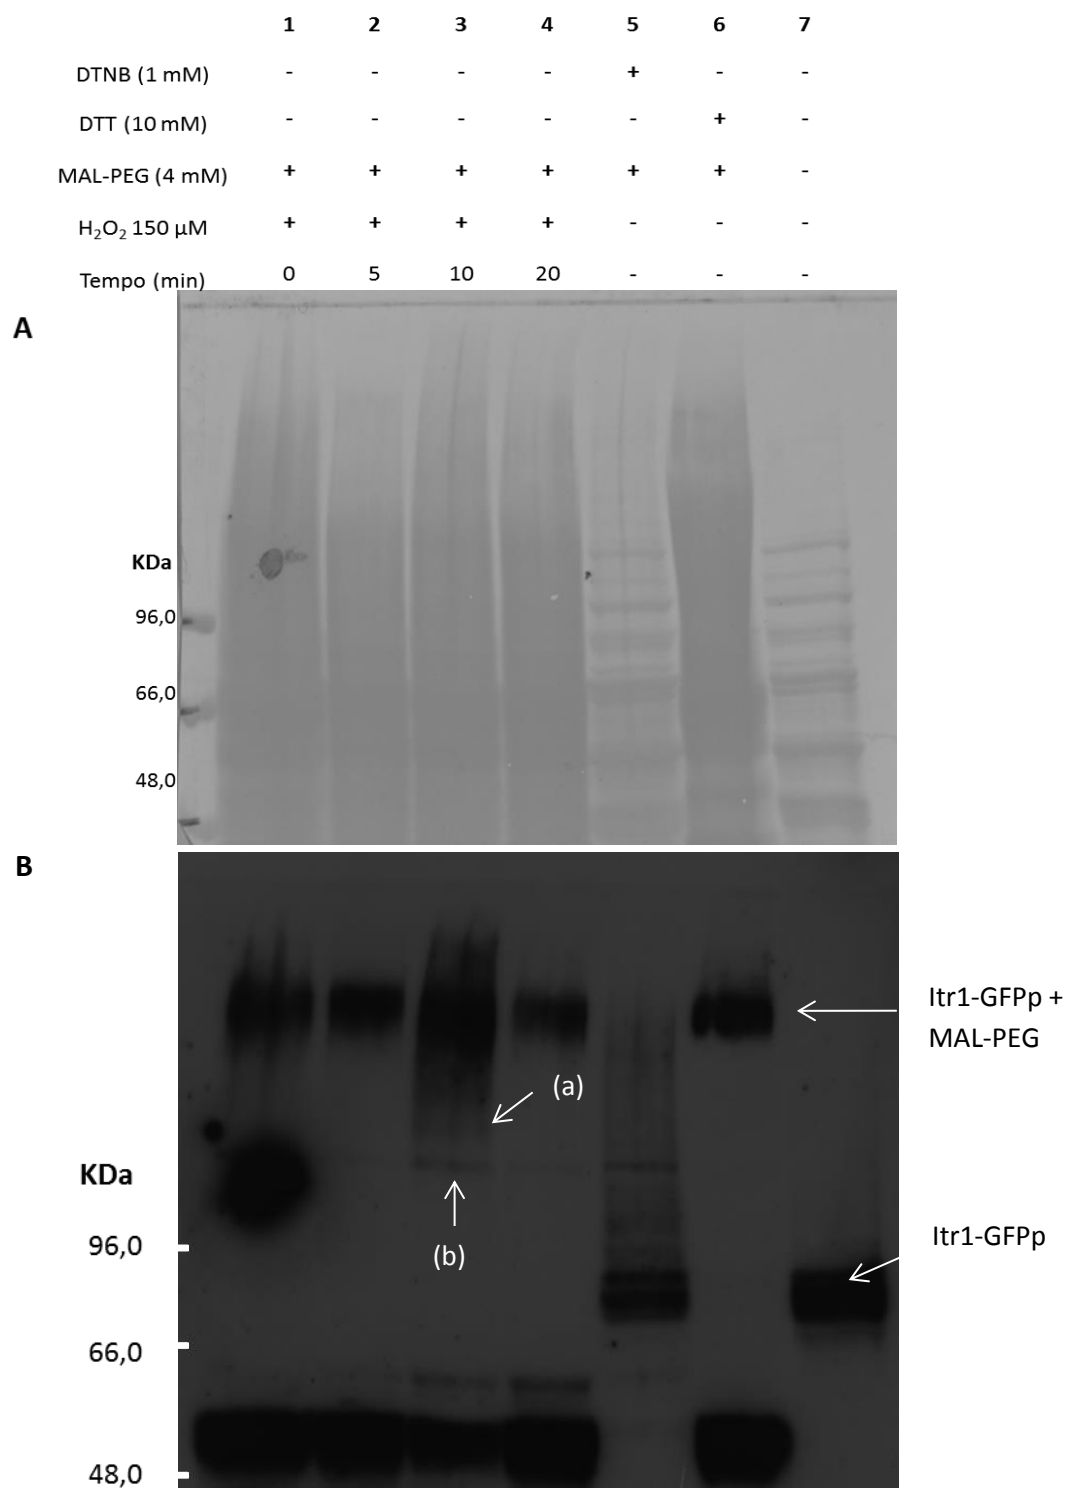 1 2 3 4 5 6 7
DTNB (1 mM) - - - - + - -
DTT (10 mM) - - - - - + -
MAL-PEG (4 mM) + + + + + + -
H₂O₂ 150 µM + + + + - - -
Tempo (min) 0 5 10 20 - - -
A
KDa
96,0
66,0
48,0
B
Itr1-GFPp +
MAL-PEG
(a)
KDa
(b)
Itr1-GFPp
96,0
66,0
48,0